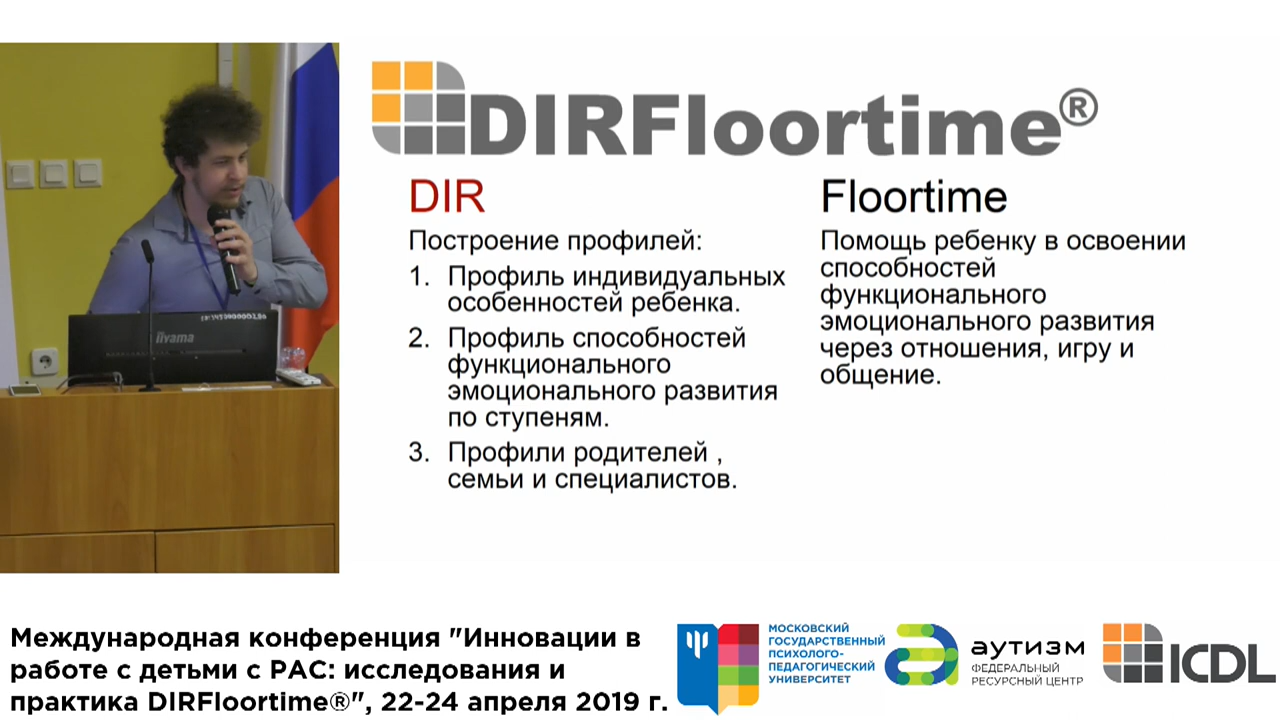 DIRFloortime®
DIR
Построение профилей:
1. Профиль индивидуальных
особенностей ребенка.
2. Профиль способностей
функционального
эмоционального развития
по ступеням.
3. Профили родителей ,
семьи и специалистов.
Floortime
Помощь ребенку в освоении
способностей
функционального
эмоционального развития
через отношения, игру и
общение.
iiyama
Международная конференция "Инновации в
работе с детьми с РАС: исследования и
практика DIRFloortime®", 22-24 апреля 2019 г.
МОСКОВСКИЙ
ГОСУДАРСТВЕННЫЙ
ПСИХОЛОГО-
ПЕДАГОГИЧЕСКИЙ
УНИВЕРСИТЕТ
аутизм
ФЕДЕРАЛЬНЫЙ
РЕСУРСНЫЙ ЦЕНТР
ICDL